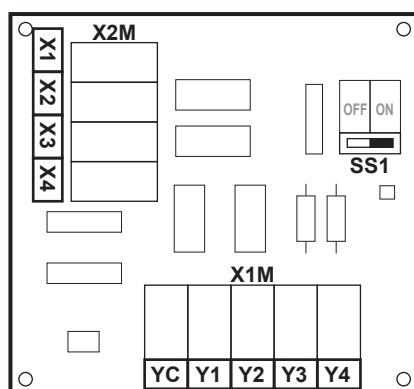 X2M
X1
X2
X3
X4
OFF ON
SS1
X1M
YC Y1 Y2 Y3 Y4